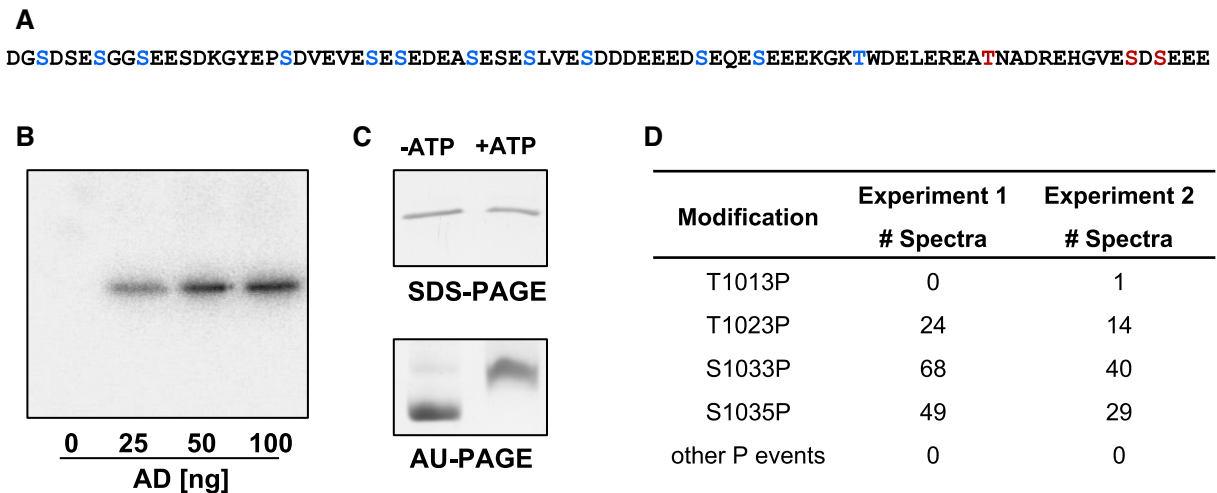 A
DGSDSESGGSEESDKGYEPSDVEVESESEDEASESESLVESDDDEEEDSEQESEEEKGKTWDELEREATNADREHGVESDSEEE
B
0 25 50 100
AD [ng]
C
-ATP +ATP
SDS-PAGE
AU-PAGE
D
Modification Experiment 1 Experiment 2
# Spectra # Spectra
T1013P 0 1
T1023P 24 14
S1033P 68 40
S1035P 49 29
other P events 0 0